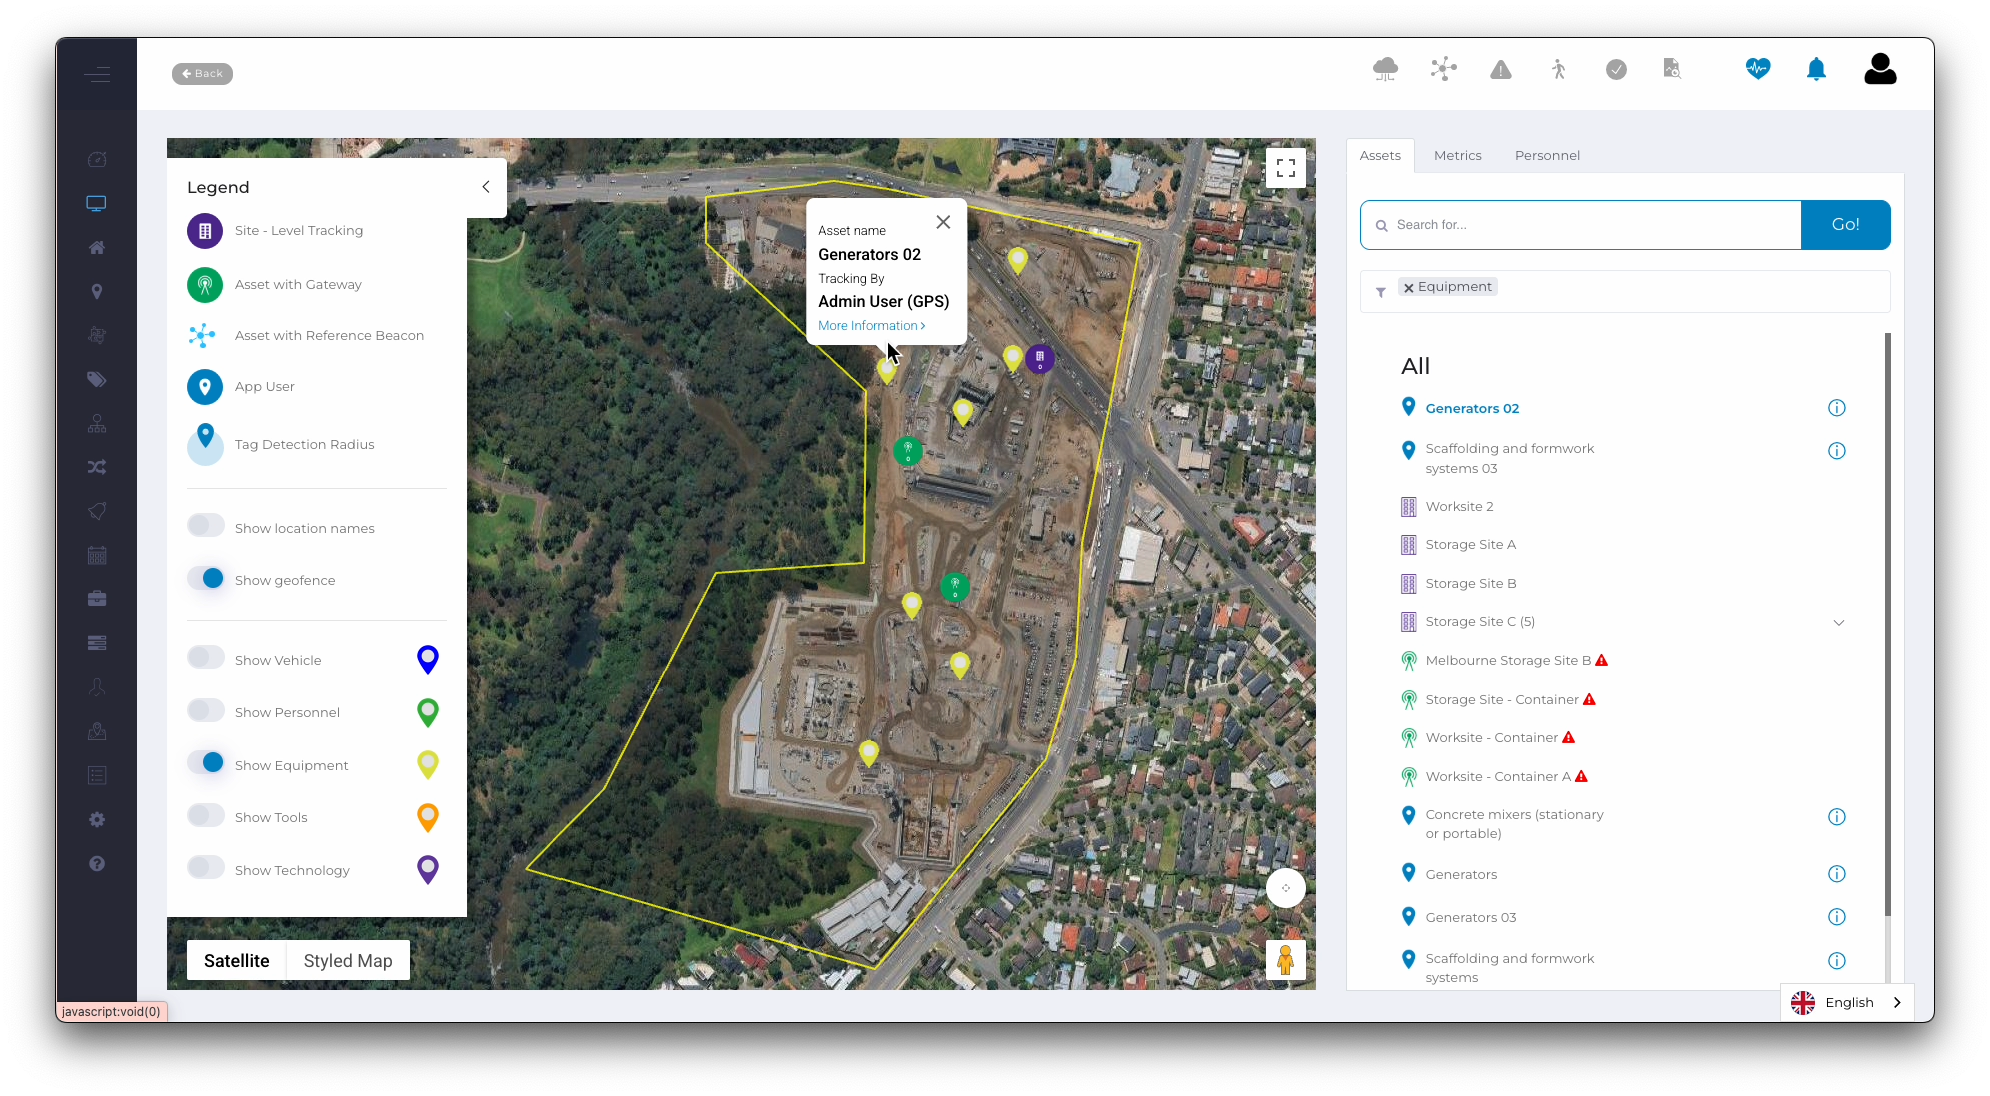 Back
Legend
Site - Level Tracking
Asset with Gateway
Asset with Reference Beacon
App User
Tag Detection Radius
Show location names
Show geofence
Show Vehicle
Show Personnel
Show Equipment
Show Tools
Show Technology
Satellite
Styled Map
Asset name
Generators 02
Tracking By
Admin User (GPS)
More Information
0
0
0
Assets
Metrics
Personnel
Search for...
Go!
Equipment
All
Generators 02
Scaffolding and formwork
systems 03
Worksite 2
Storage Site A
Storage Site B
Storage Site C (5)
Melbourne Storage Site B
Storage Site - Container
Worksite - Container
Worksite - Container A
Concrete mixers (stationary
or portable)
Generators
Generators 03
Scaffolding and formwork
systems
English
javascript:void(0)